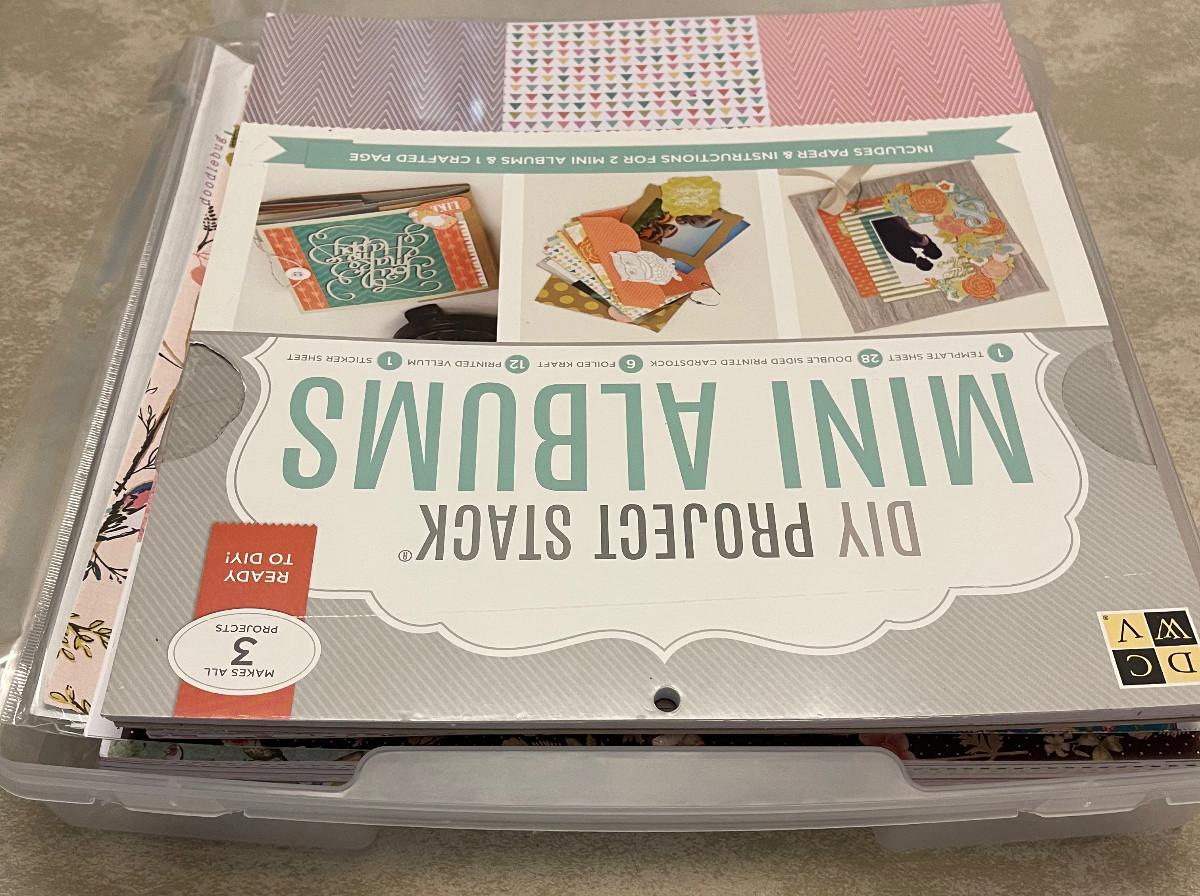 D C
W V®
MAKES ALL
3
PROJECTS
READY
TO DIY!
DIY PROJECT STACK®
MINI ALBUMS
1 TEMPLATE SHEET 28 DOUBLE SIDED PRINTED CARDSTOCK 6 FOILED KRAFT 12 PRINTED VELLUM 1 STICKER SHEET
LIKE
INCLUDES PAPER & INSTRUCTIONS FOR 2 MINI ALBUMS & 1 CRAFTED PAGE
doodlebug